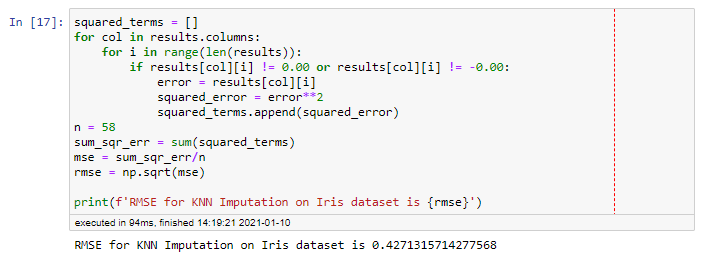 In [17]: squared_terms = []
for col in results.columns:
    for i in range(len(results)):
        if results[col][i] != 0.00 or results[col][i] != -0.00:
            error = results[col][i]
            squared_error = error**2
            squared_terms.append(squared_error)
n = 58
sum_sqr_err = sum(squared_terms)
mse = sum_sqr_err/n
rmse = np.sqrt(mse)

print(f'RMSE for KNN Imputation on Iris dataset is {rmse}')
executed in 94ms, finished 14:19:21 2021-01-10
RMSE for KNN Imputation on Iris dataset is 0.4271315714277568